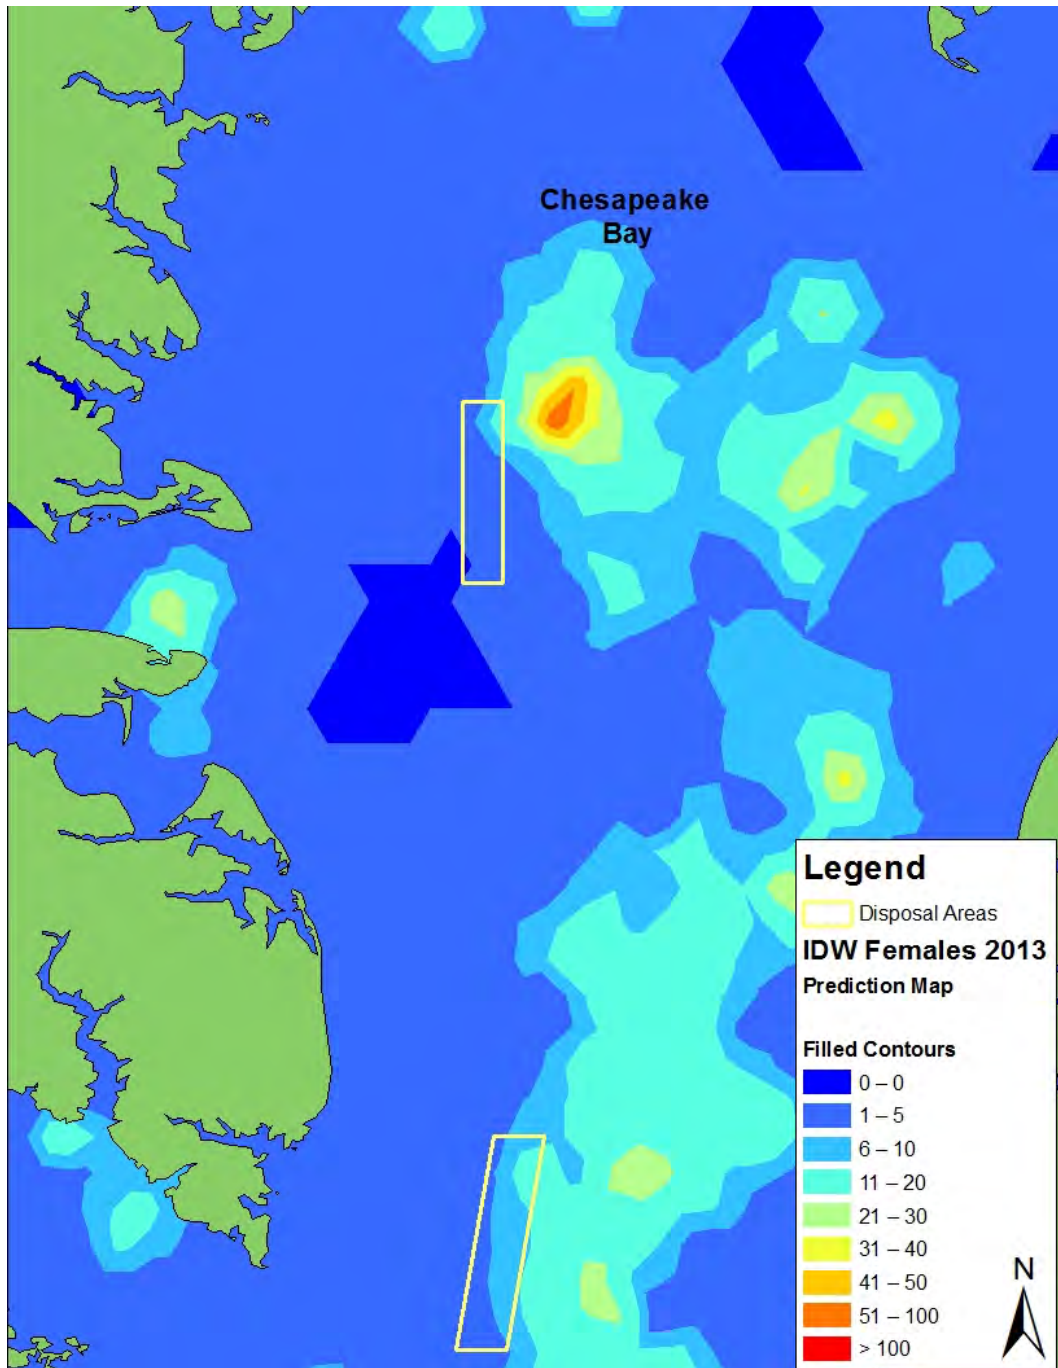 Chesapeake
Bay
Legend
Disposal Areas
IDW Females 2013
Prediction Map
Filled Contours
0 – 0
1 – 5
6 – 10
11 – 20
21 – 30
31 – 40
41 – 50
51 – 100
> 100
N